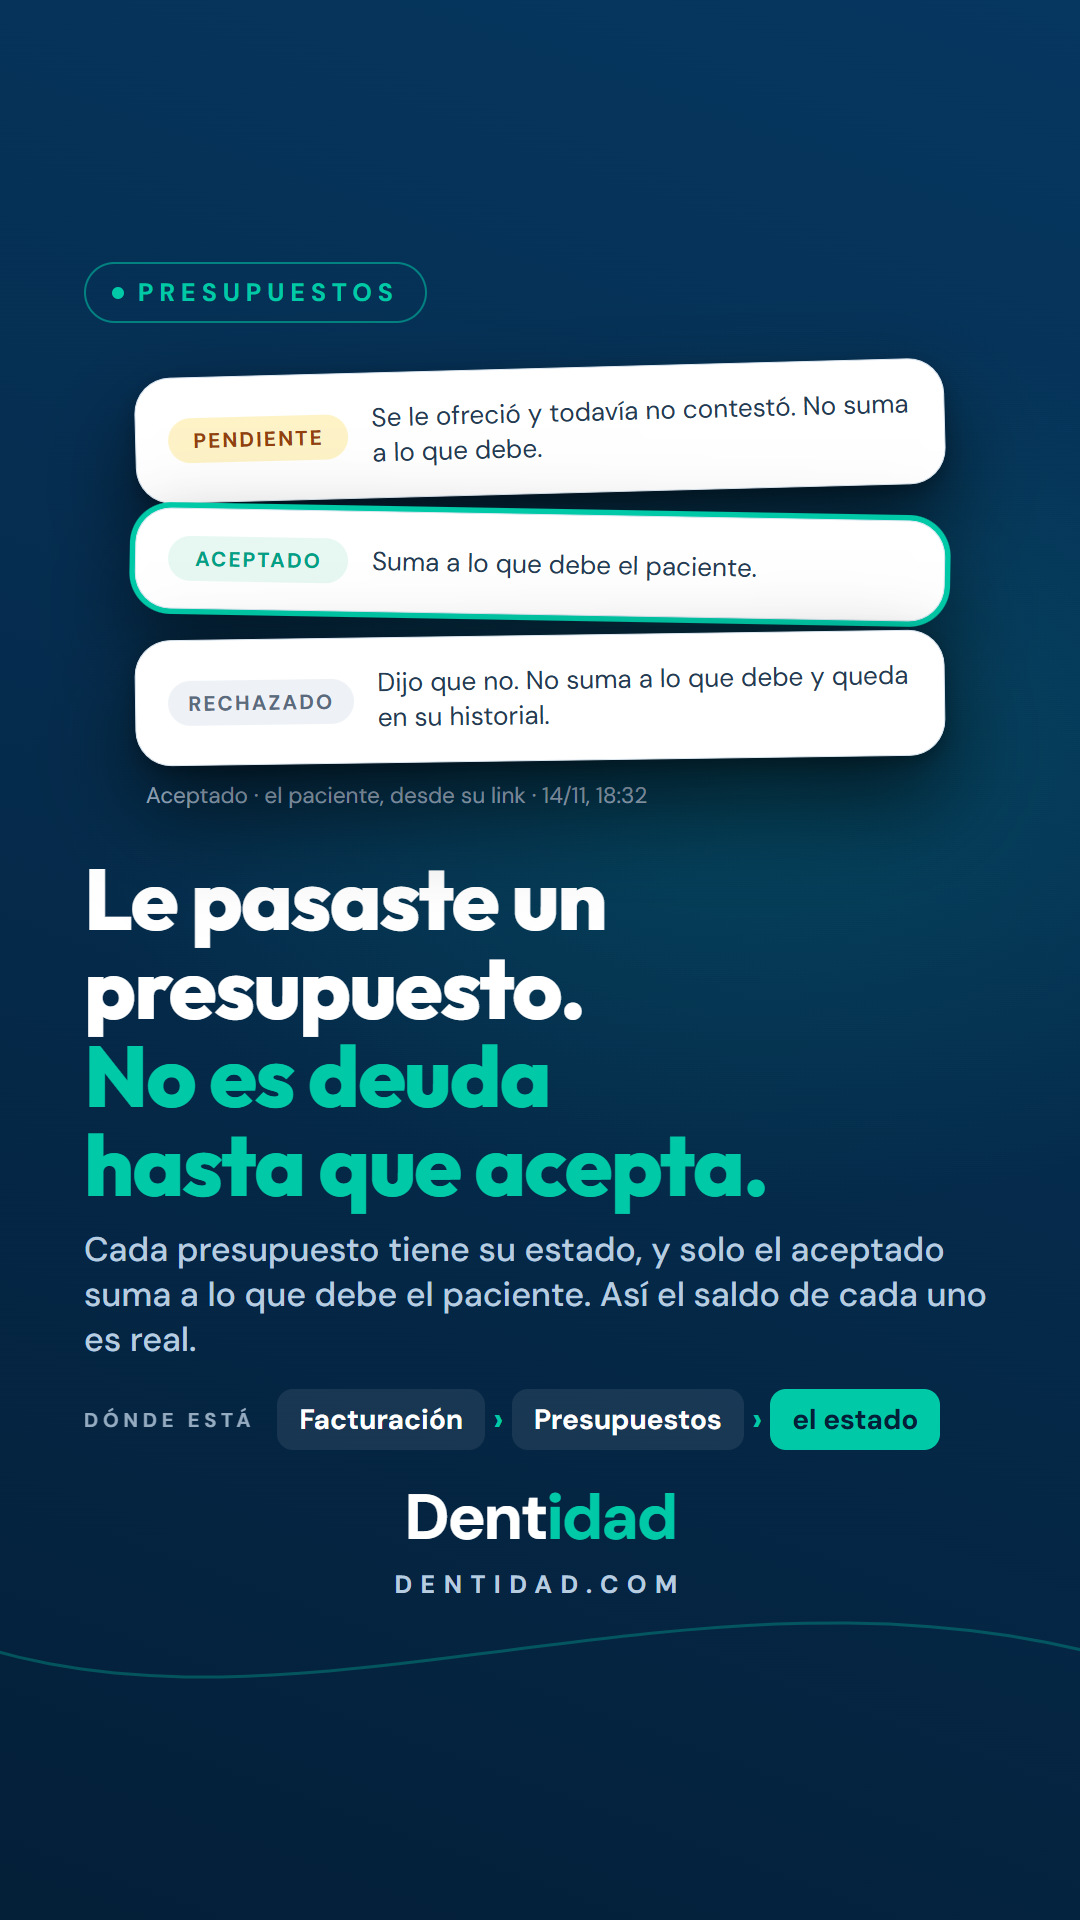 PRESUPUESTOS
PENDIENTE
Se le ofreció y todavía no contestó. No suma
a lo que debe.
ACEPTADO
Suma a lo que debe el paciente.
RECHAZADO
Dijo que no. No suma a lo que debe y queda
en su historial.
Aceptado · el paciente, desde su link · 14/11, 18:32
Le pasaste un
presupuesto.
No es deuda
hasta que acepta.
Cada presupuesto tiene su estado, y solo el aceptado
suma a lo que debe el paciente. Así el saldo de cada uno
es real.
DÓNDE ESTÁ Facturación › Presupuestos › el estado
Dentidad
DENTIDAD.COM